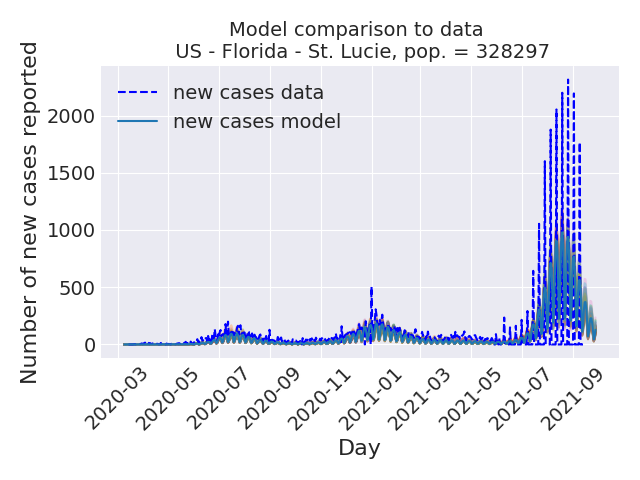 Model comparison to data
US - Florida - St. Lucie, pop. = 328297
Number of new cases reported
new cases data
new cases model
2000
1500
1000
500
0
2020-03
2020-05
2020-07
2020-09
2020-11
2021-01
2021-03
2021-05
2021-07
2021-09
Day